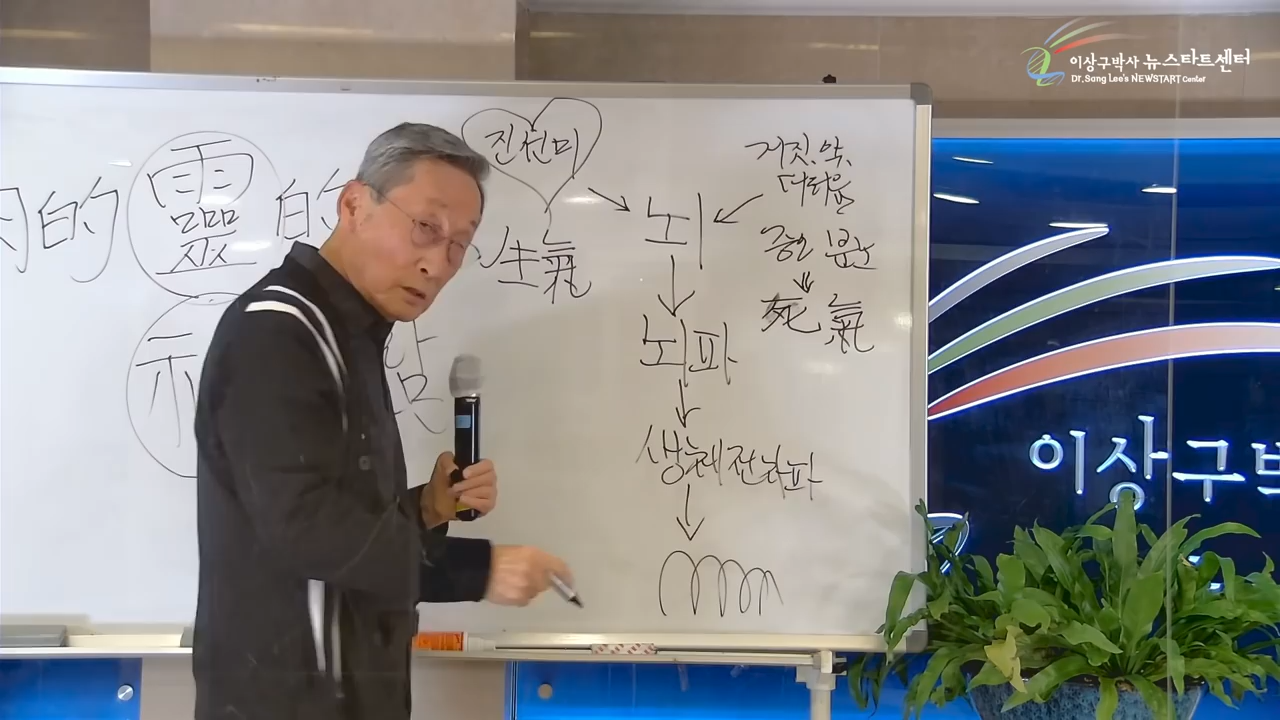 이상구박사 뉴스타트센터
Dr. Sang Lee's NEWSTART Center
的 靈 的
진선미
生氣
거짓, 악,
더러움
증오 분노
死氣
뇌
뇌파
생체전자파
이상구박